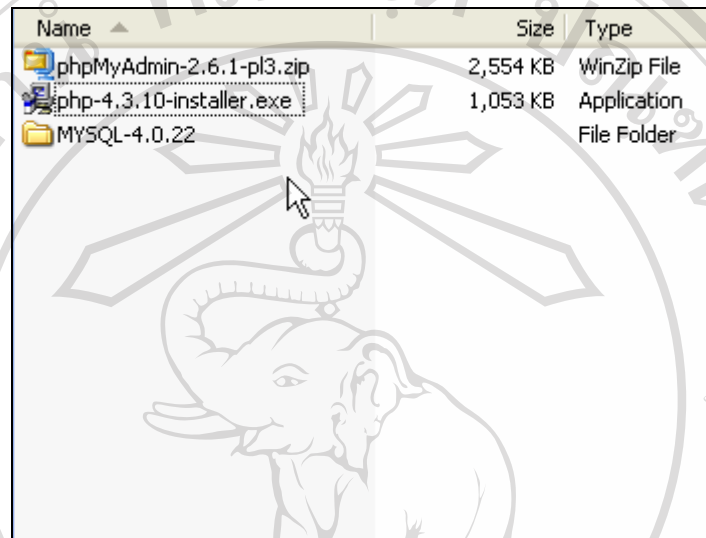 Name Size Type
phpMyAdmin-2.6.1-pl3.zip 2,554 KB WinZip File
php-4.3.10-installer.exe 1,053 KB Application
MYSQL-4.0.22 File Folder